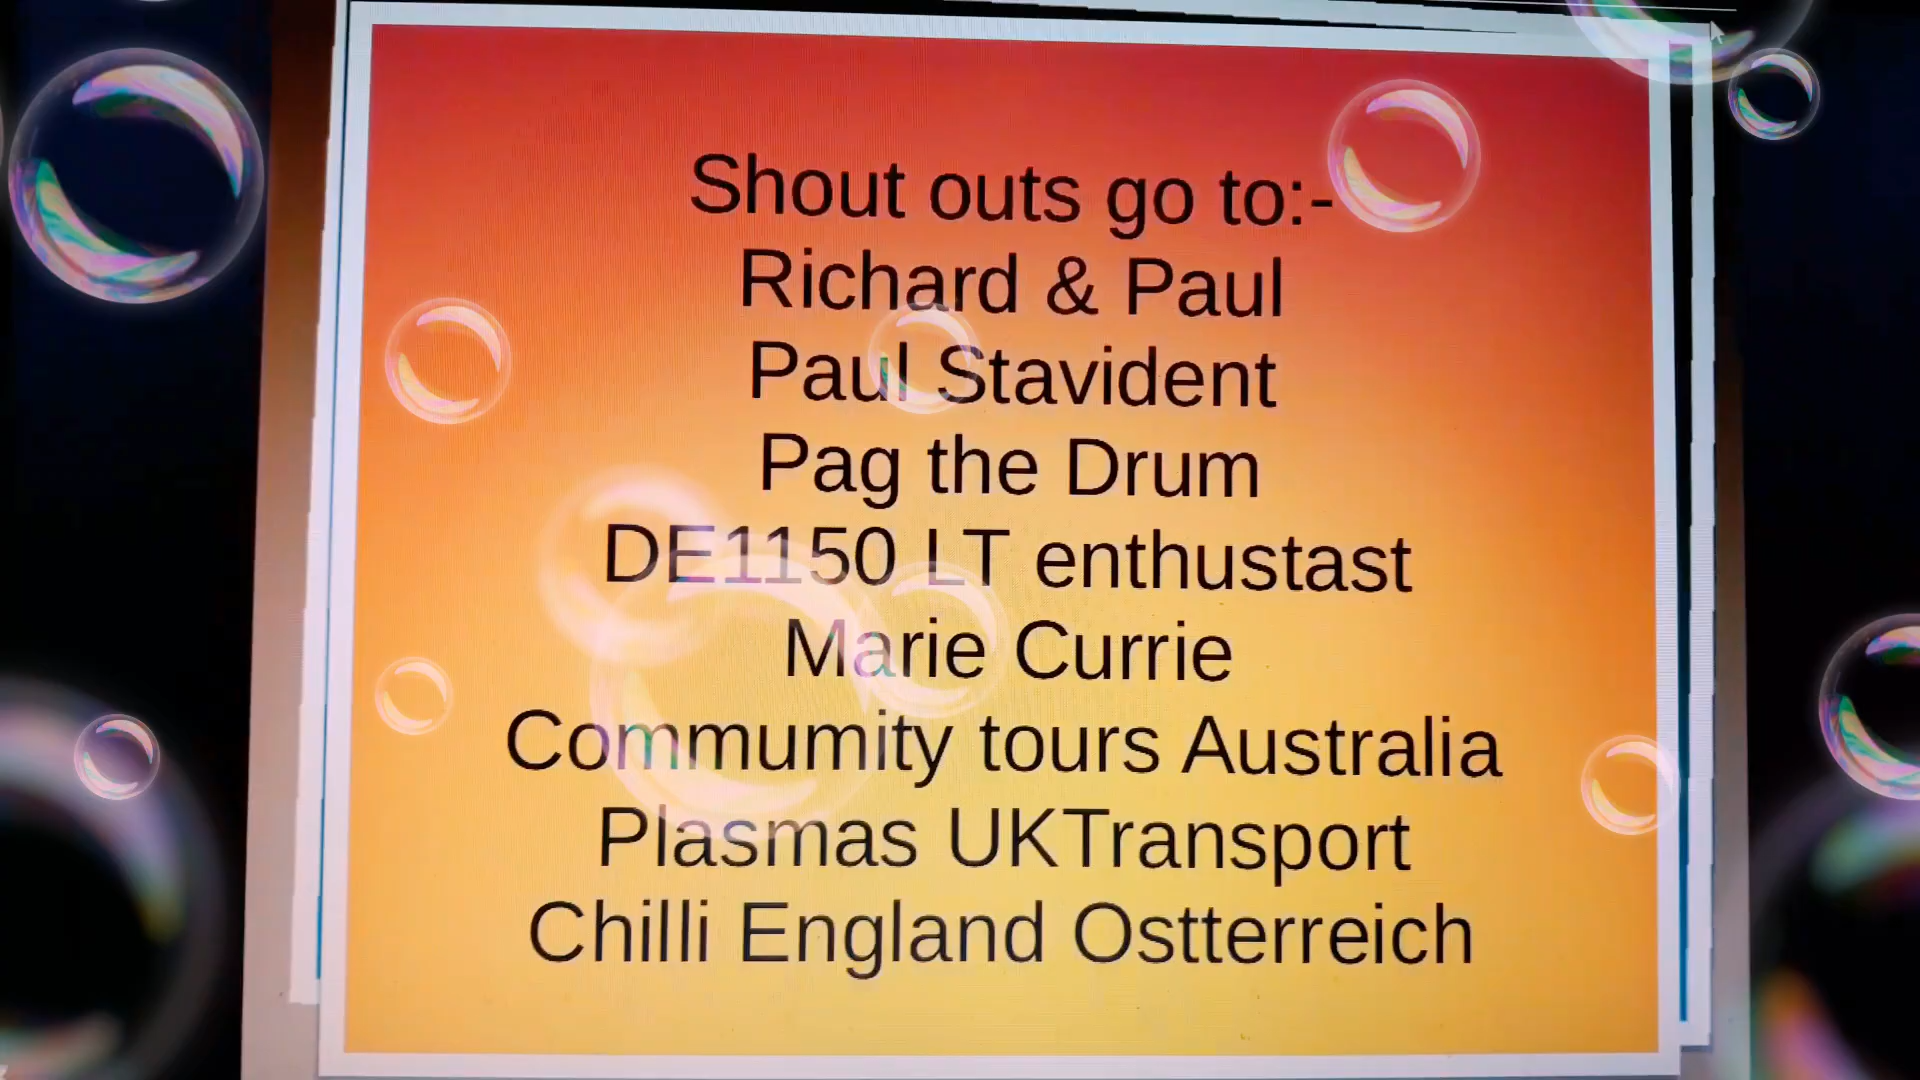 Shout outs go to:-
Richard & Paul
Paul Stavident
Pag the Drum
DE1150 LT enthustast
Marie Currie
Commumity tours Australia
Plasmas UKTransport
Chilli England Ostterreich